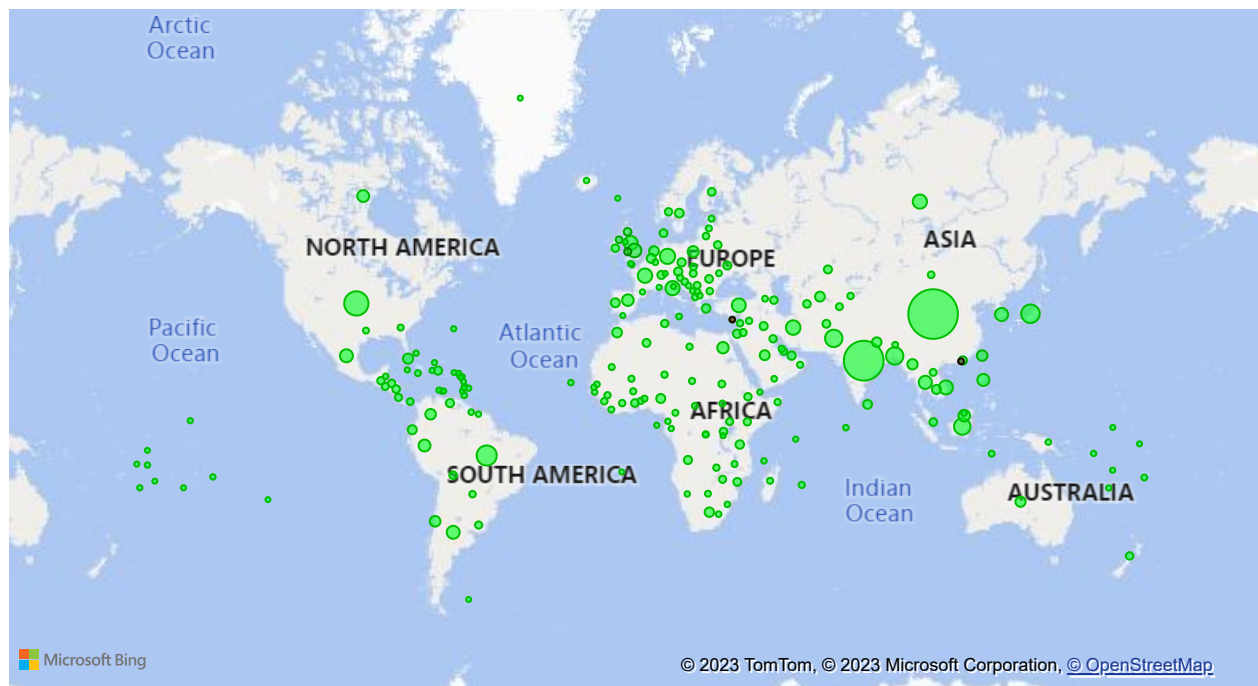 Arctic
Ocean
NORTH AMERICA
EUROPE
ASIA
Pacific
Ocean
Atlantic
Ocean
AFRICA
SOUTH AMERICA
Indian
Ocean
AUSTRALIA
Microsoft Bing
© 2023 TomTom, © 2023 Microsoft Corporation, © OpenStreetMap